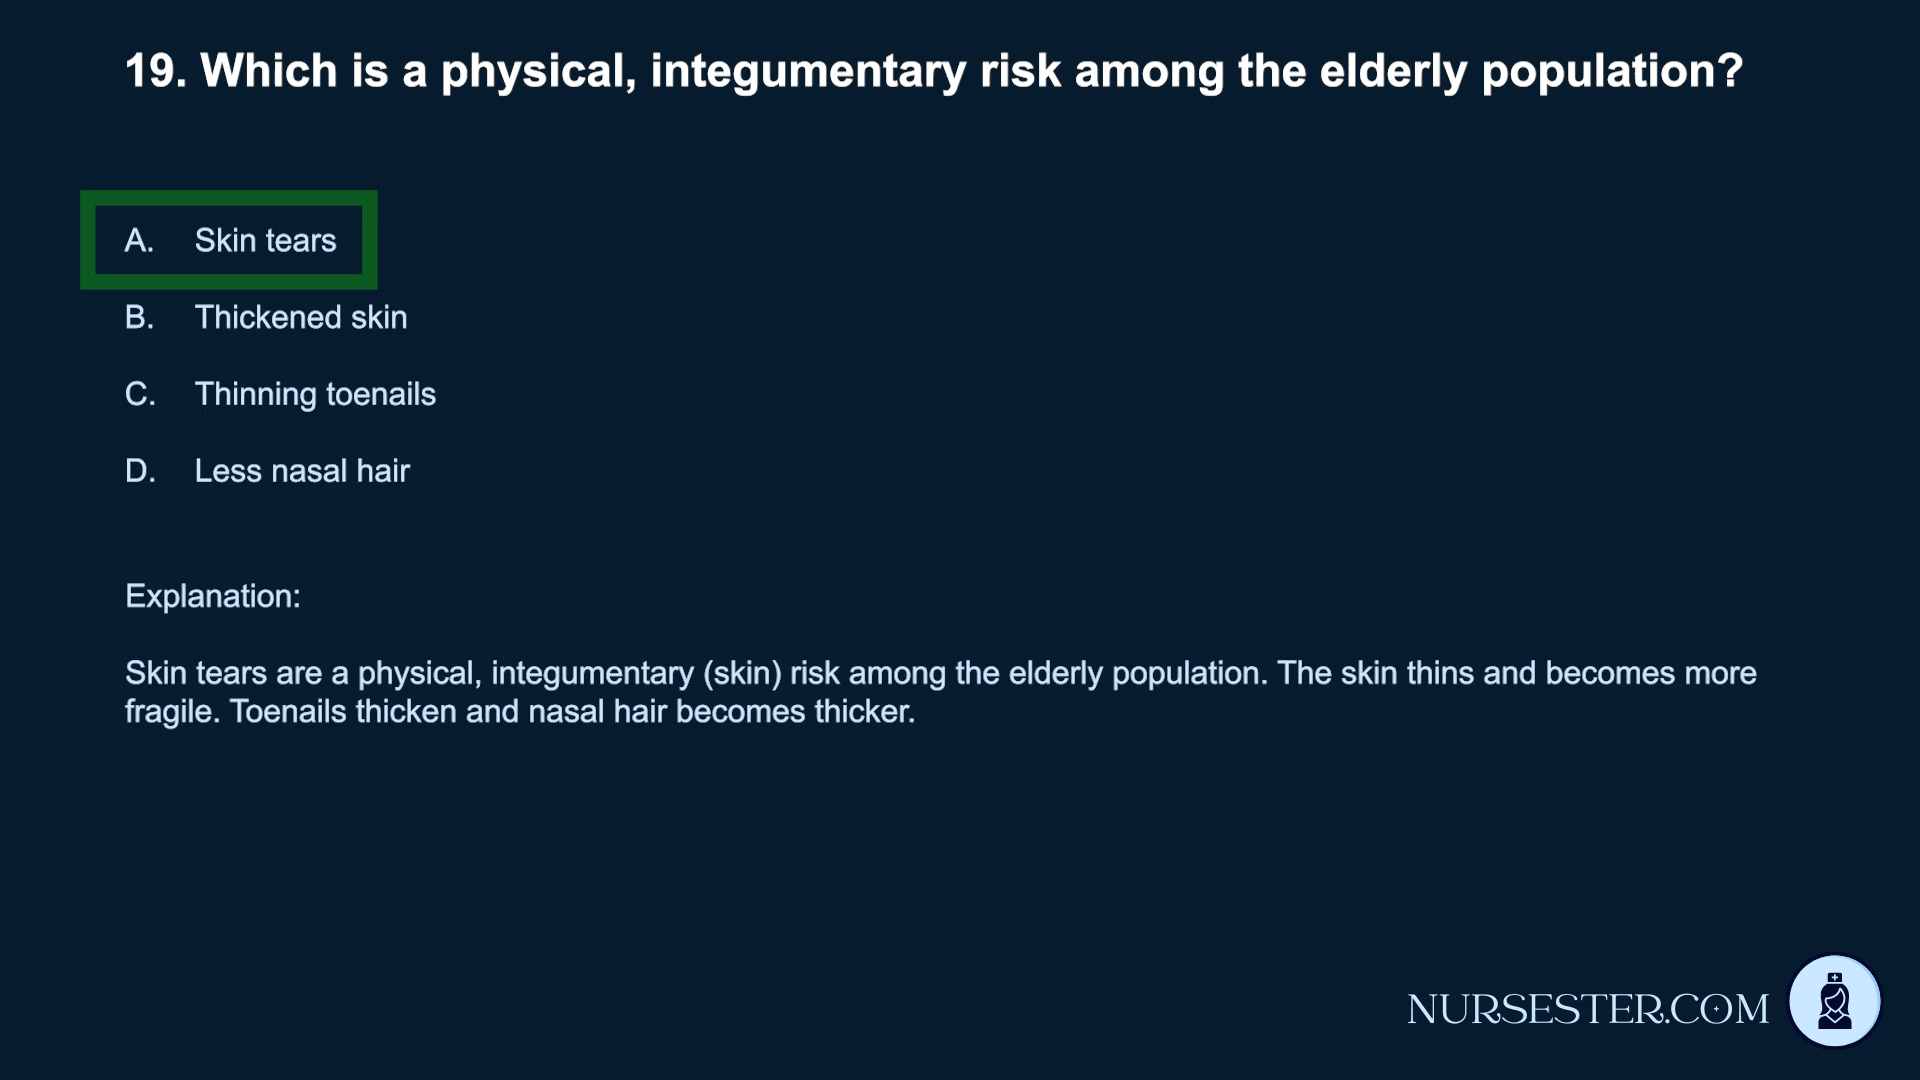 19. Which is a physical, integumentary risk among the elderly population?
A. Skin tears
B. Thickened skin
C. Thinning toenails
D. Less nasal hair
Explanation:
Skin tears are a physical, integumentary (skin) risk among the elderly population. The skin thins and becomes more
fragile. Toenails thicken and nasal hair becomes thicker.
NURSESTER.COM